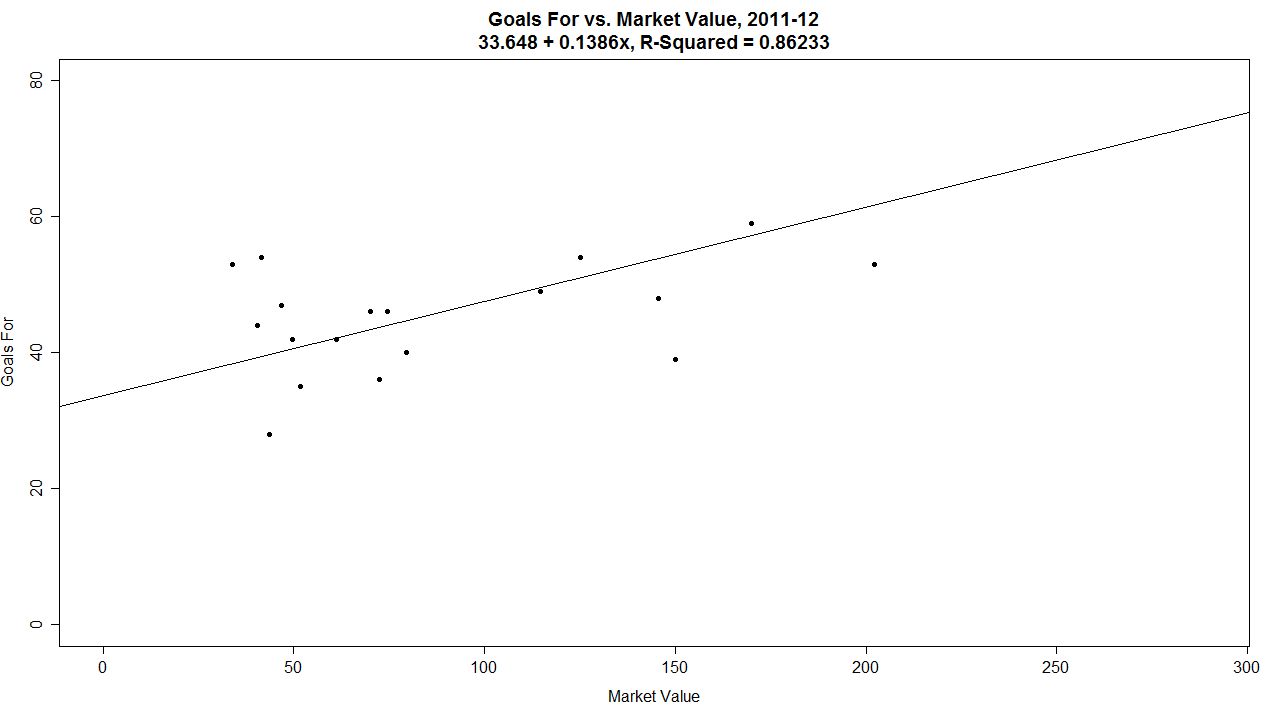 Goals For vs. Market Value, 2011-12
33.648 + 0.1386x, R-Squared = 0.86233
80
60
40
20
0
Goals For
0 50 100 150 200 250 300
Market Value